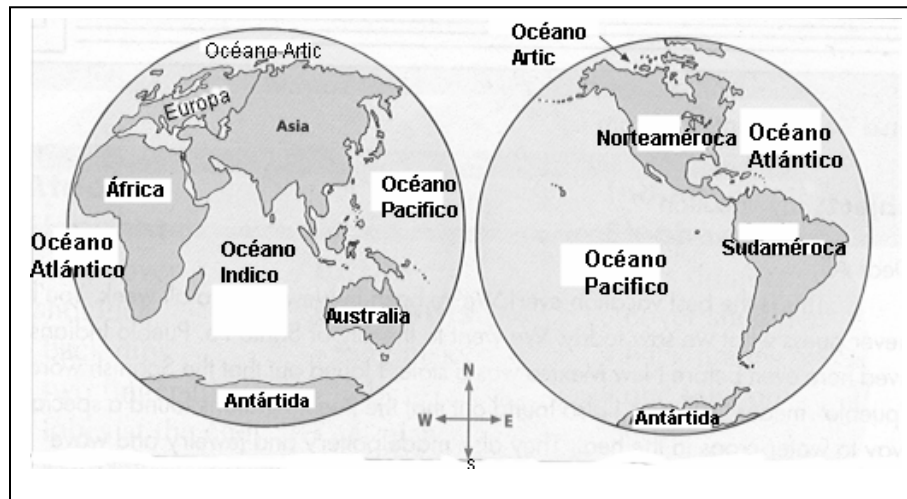 Océano Artic
Europa
Asia
África
Océano
Pacifico
Océano
Atlántico
Océano
Indico
Australia
Antártida
Océano
Artic
Norteaméroca
Océano
Atlántico
Sudaméroca
Océano
Pacifico
Antártida
N
W E
S